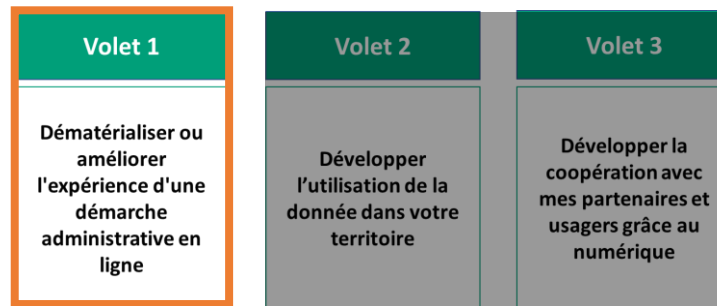 Volet 1
Dématérialiser ou
améliorer
l'expérience d'une
démarche
administrative en
ligne
Volet 2
Développer
l’utilisation de la
donnée dans votre
territoire
Volet 3
Développer la
coopération avec
mes partenaires et
usagers grâce au
numérique